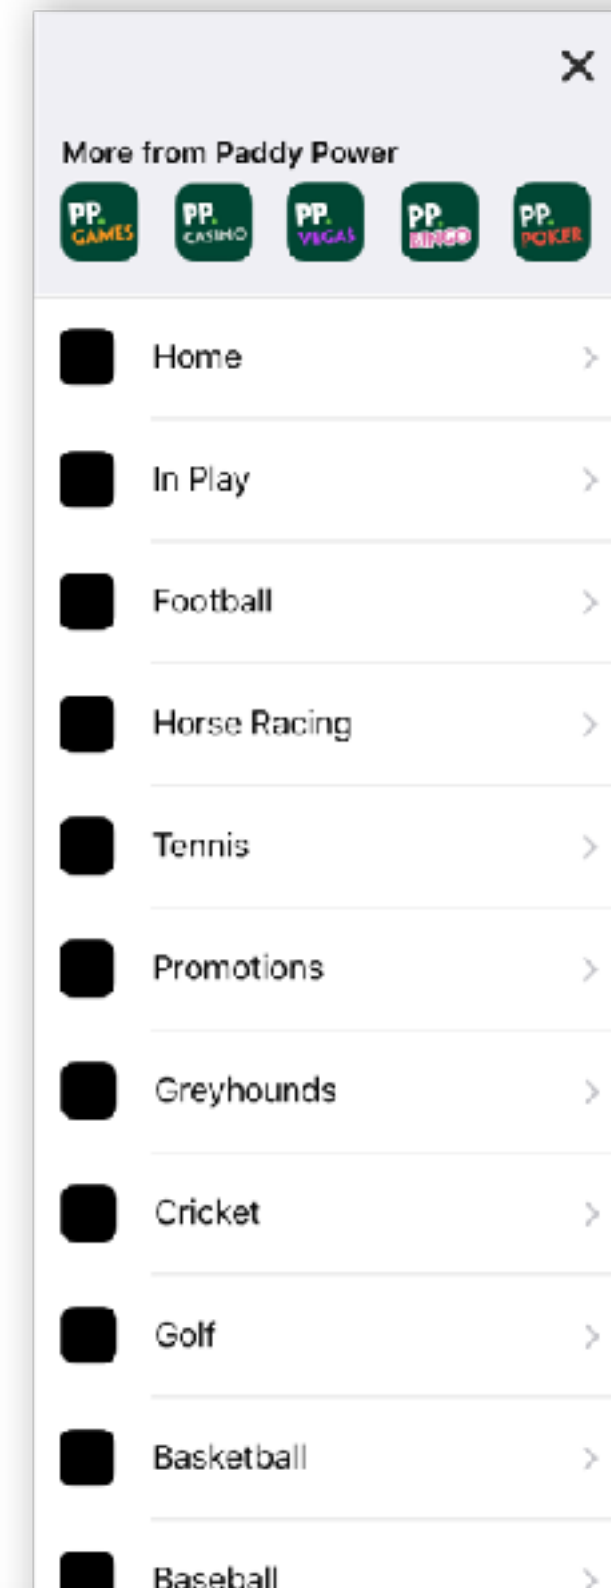 More from Paddy Power
PP. GAMES
PP. CASINO
PP. VEGAS
PP. BINGO
PP. POKER
Home
In Play
Football
Horse Racing
Tennis
Promotions
Greyhounds
Cricket
Golf
Basketball
Baseball